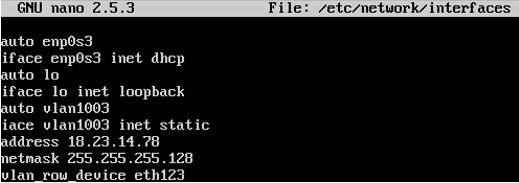 GNU nano 2.5.3 File: /etc/network/interfaces
auto enp0s3
iface enp0s3 inet dhcp
auto lo
iface lo inet loopback
auto vlan1003
iace vlan1003 inet static
address 18.23.14.78
netmask 255.255.255.128
vlan_row_device eth123